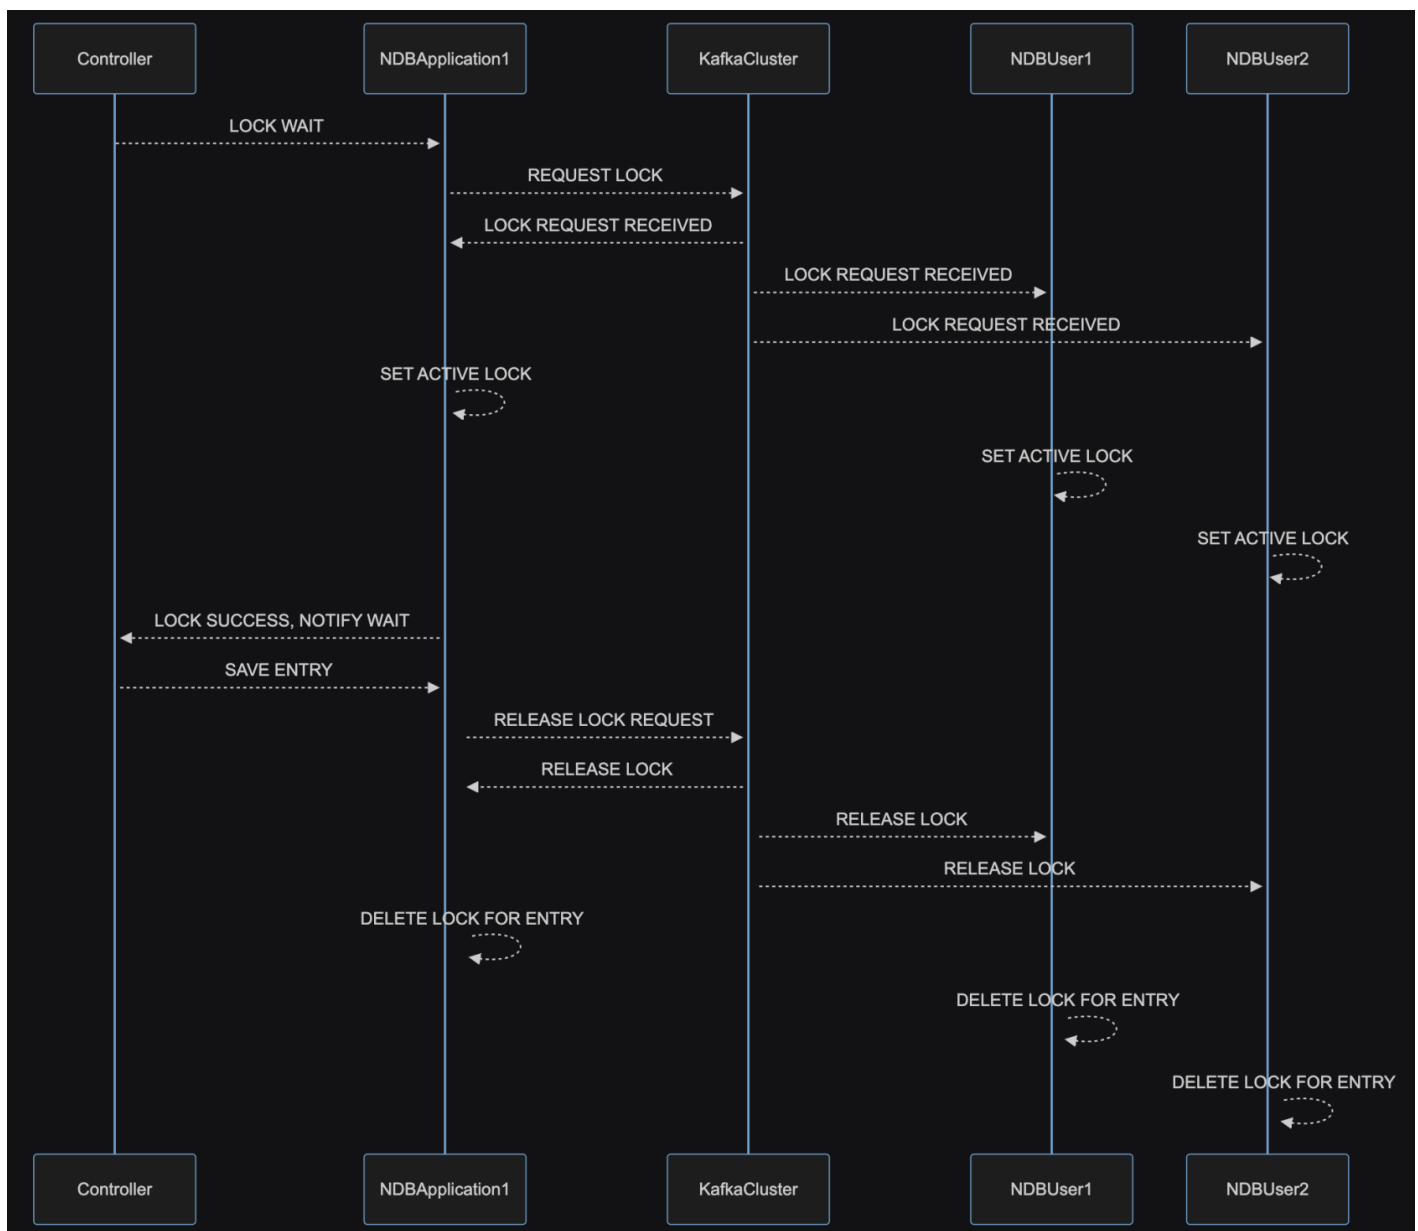 Controller
NDBApplication1
KafkaCluster
NDBUser1
NDBUser2
LOCK WAIT
REQUEST LOCK
LOCK REQUEST RECEIVED
LOCK REQUEST RECEIVED
LOCK REQUEST RECEIVED
SET ACTIVE LOCK
SET ACTIVE LOCK
SET ACTIVE LOCK
LOCK SUCCESS, NOTIFY WAIT
SAVE ENTRY
RELEASE LOCK REQUEST
RELEASE LOCK
RELEASE LOCK
RELEASE LOCK
DELETE LOCK FOR ENTRY
DELETE LOCK FOR ENTRY
DELETE LOCK FOR ENTRY
Controller
NDBApplication1
KafkaCluster
NDBUser1
NDBUser2